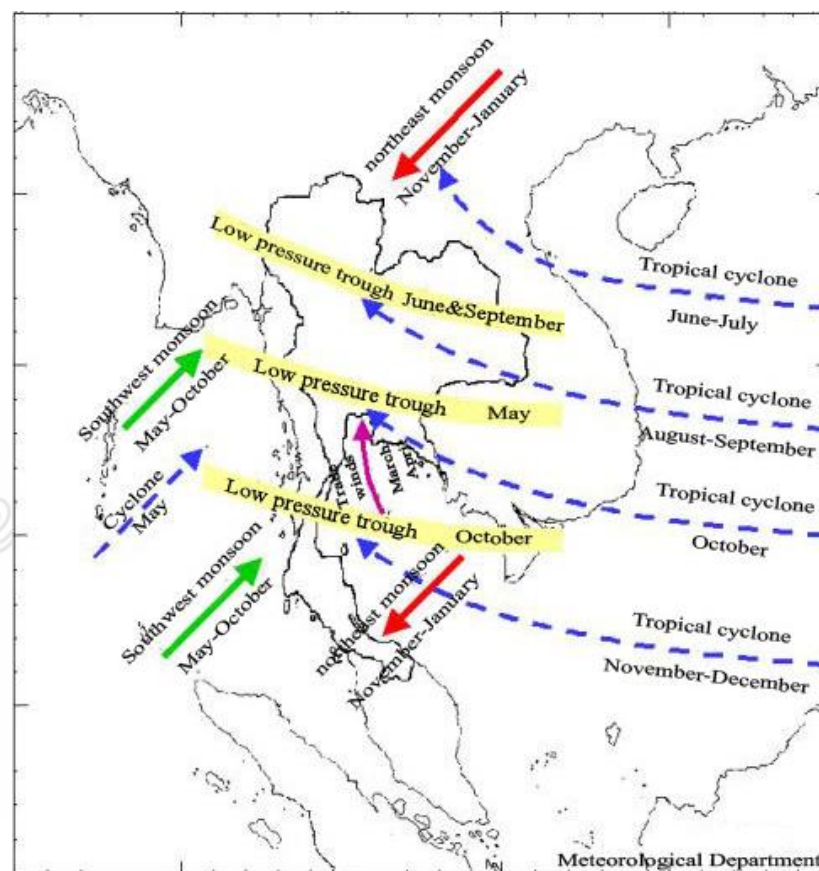 northeast monsoon
November-January
Low pressure trough June&September
Tropical cyclone
June-July
Southwest monsoon
May-October
Low pressure trough May
Tropical cyclone
August-September
Trade
winds
March
April
Cyclone
May
Low pressure trough October
Tropical cyclone
October
Southwest monsoon
May-October
northeast monsoon
November-January
Tropical cyclone
November-December
Meteorological Department